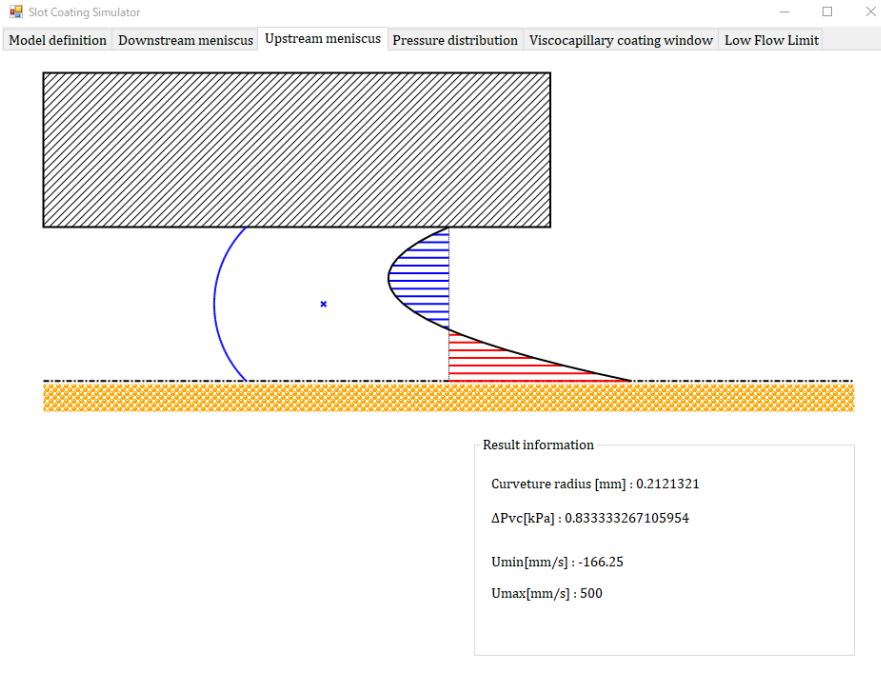 Slot Coating Simulator
Model definition Downstream meniscus Upstream meniscus Pressure distribution Viscocapillary coating window Low Flow Limit
Result information
Curveture radius [mm] : 0.2121321
ΔPvc[kPa] : 0.833333267105954
Umin[mm/s] : -166.25
Umax[mm/s] : 500